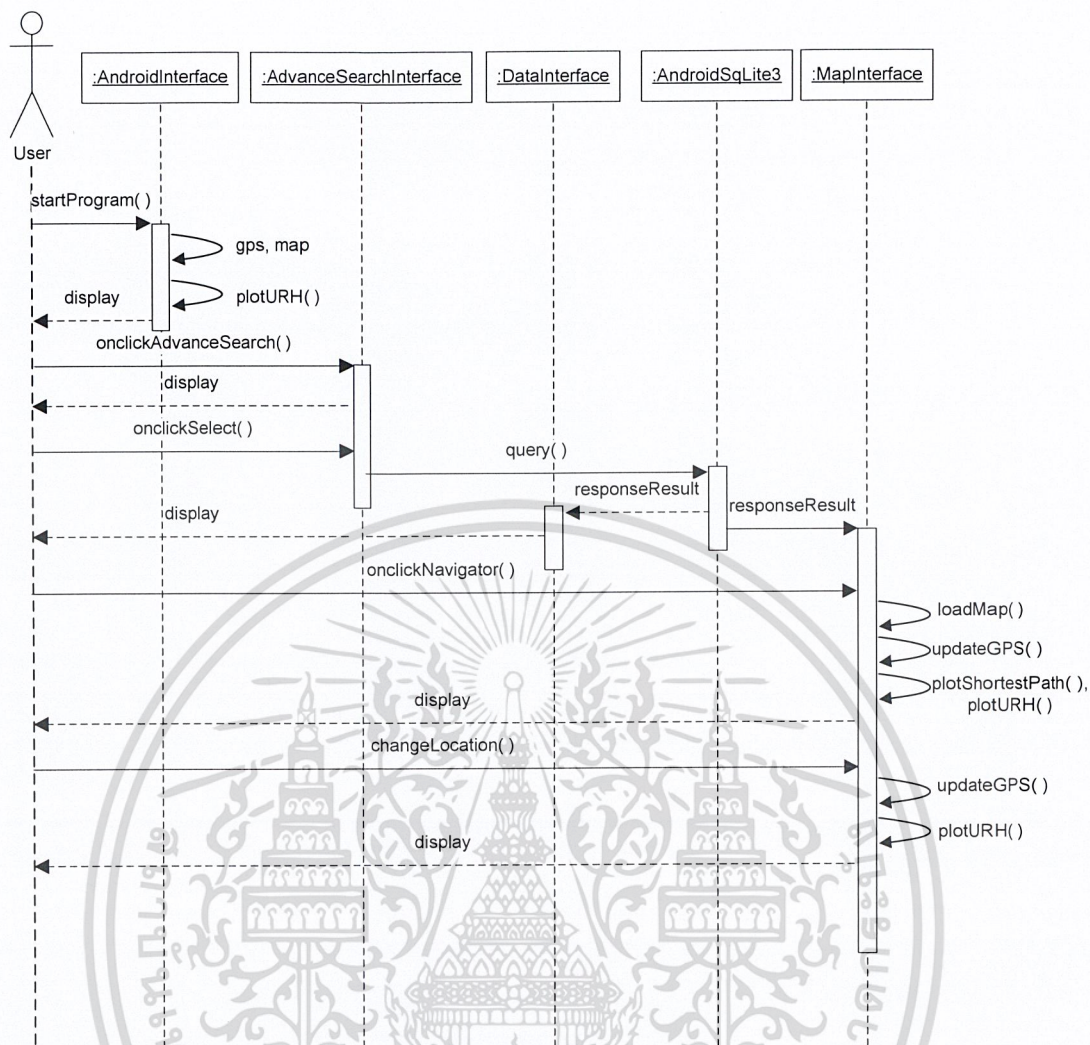 :AndroidInterface
:AdvanceSearchInterface
:DataInterface
:AndroidSqLite3
:MapInterface
User
startProgram( )
gps, map
plotURH( )
display
onclickAdvanceSearch( )
display
onclickSelect( )
query( )
responseResult
responseResult
display
onclickNavigator( )
loadMap( )
updateGPS( )
plotShortestPath( ),
plotURH( )
display
changeLocation( )
updateGPS( )
plotURH( )
display